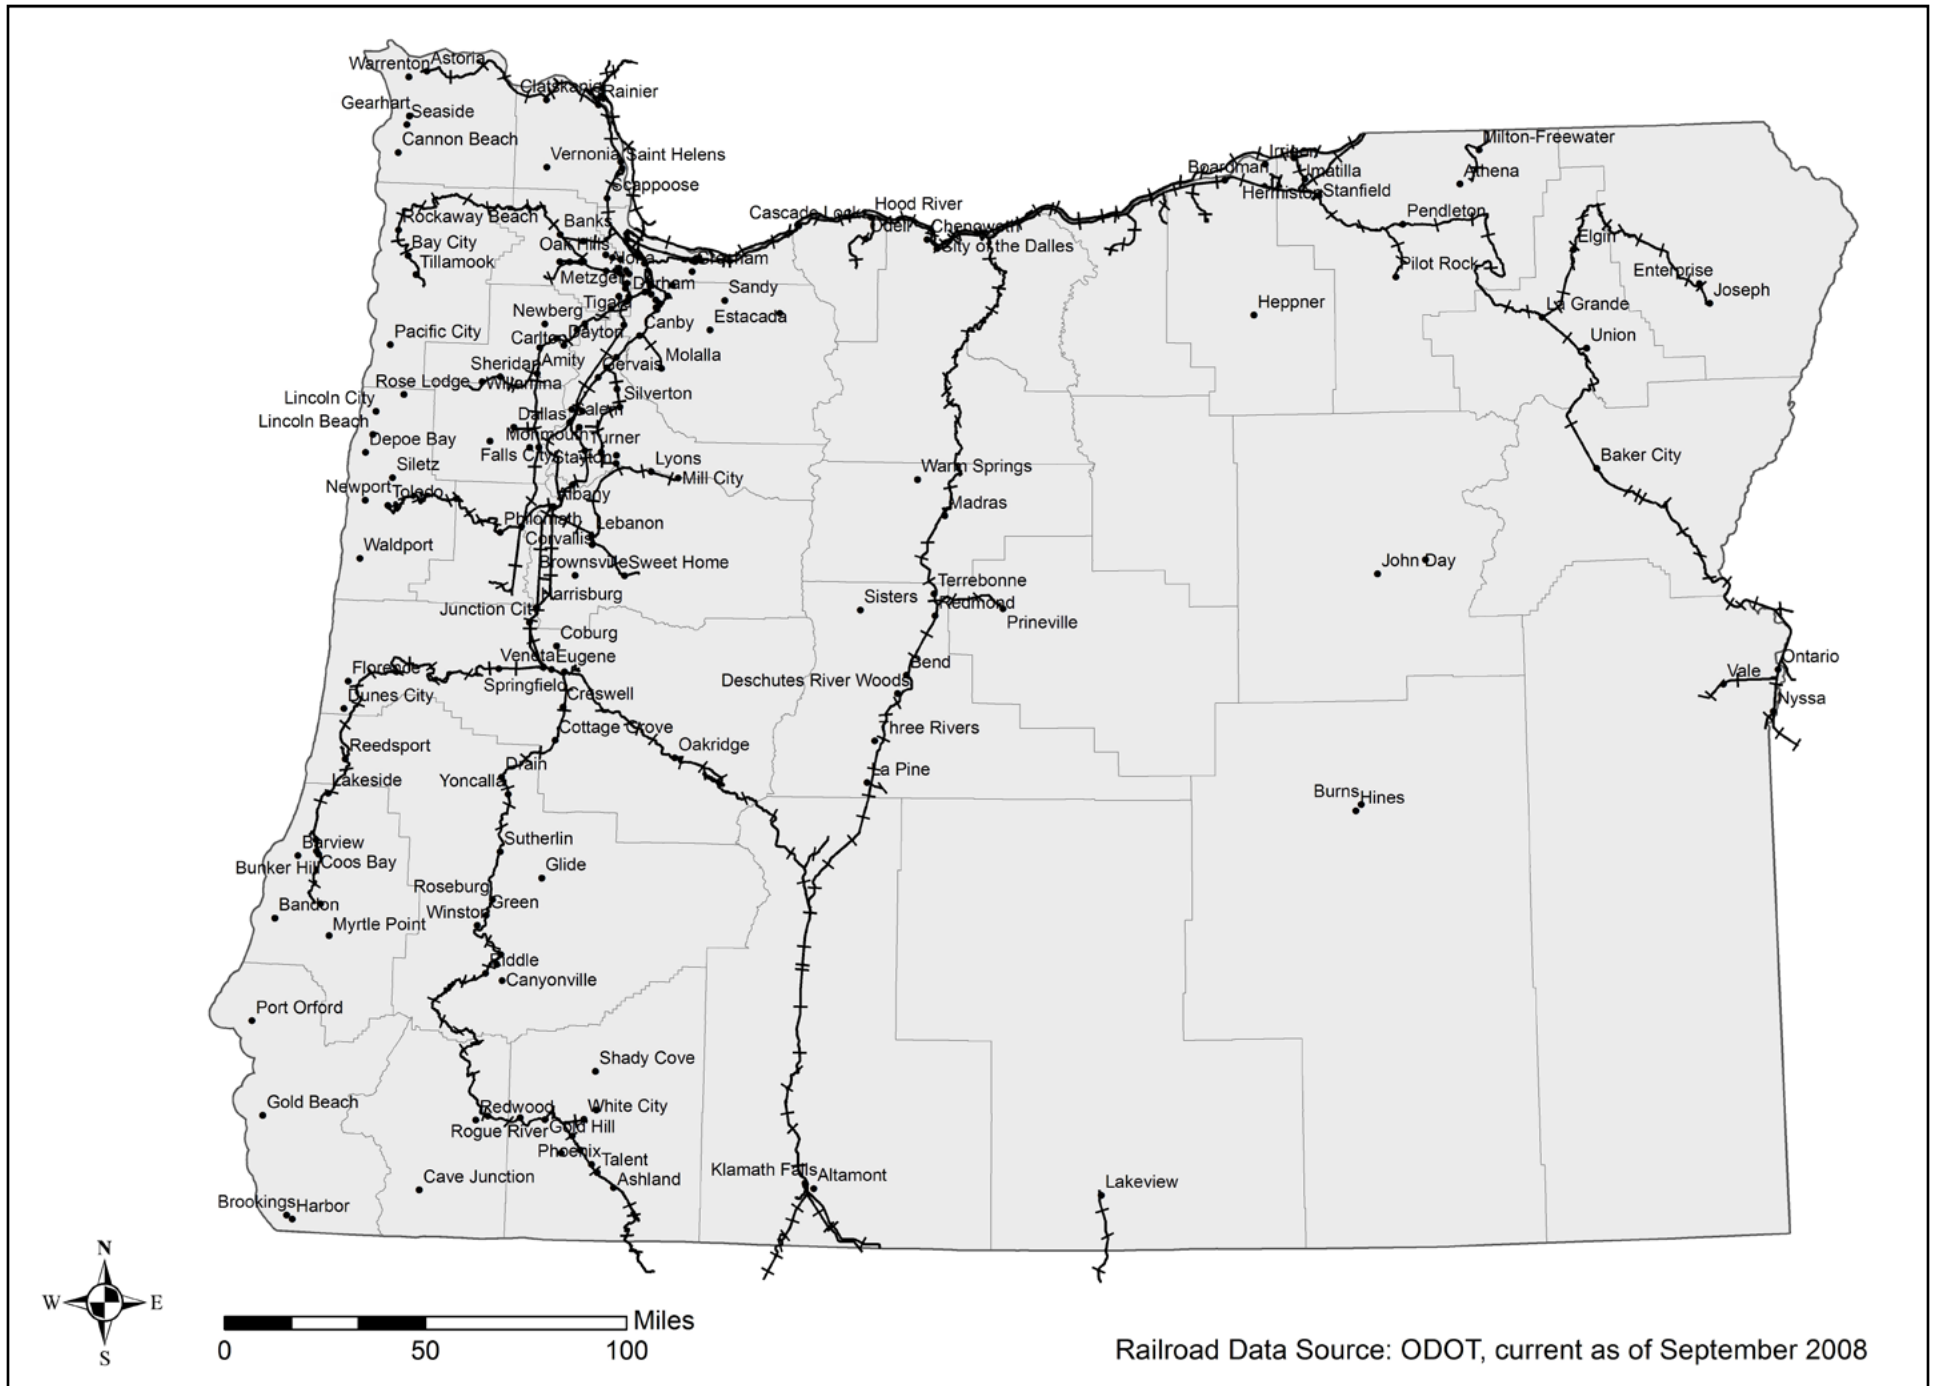 Warrenton
Astoria
Clatskanie
Rainier
Gearhart
Seaside
Cannon Beach
Vernonia
Saint Helens
Scappoose
Milton-Freewater
Irrigon
Boardman
Umatilla
Athena
Hermiston
Stanfield
Rockaway Beach
Banks
Cascade Locks
Hood River
Odell
Chenoweth
City of the Dalles
Pendleton
Bay City
Oak Hills
Aloha
Gresham
Tillamook
Metzger
Durham
Sandy
Pilot Rock
Elgin
Enterprise
Joseph
Newberg
Tigard
Estacada
Heppner
La Grande
Pacific City
Carlton
Dayton
Canby
Union
Sheridan
Amity
Gervais
Molalla
Rose Lodge
Willamina
Silverton
Lincoln City
Lincoln Beach
Dallas
Salem
Depoe Bay
Monmouth
Turner
Falls City
Stayton
Lyons
Baker City
Siletz
Mill City
Warm Springs
Newport
Toledo
Albany
Madras
Philomath
Lebanon
Corvallis
Waldport
Brownsville
Sweet Home
John Day
Harrisburg
Terrebonne
Junction City
Sisters
Redmond
Prineville
Coburg
Florence
Veneta
Eugene
Bend
Ontario
Springfield
Creswell
Deschutes River Woods
Vale
Dunes City
Nyssa
Cottage Grove
Three Rivers
Reedsport
Oakridge
Drain
La Pine
Lakeside
Yoncalla
Burns
Hines
Barview
Sutherlin
Bunker Hill
Coos Bay
Glide
Roseburg
Green
Bandon
Winston
Myrtle Point
Riddle
Canyonville
Port Orford
Shady Cove
Gold Beach
Redwood
White City
Rogue River
Gold Hill
Phoenix
Talent
Cave Junction
Ashland
Klamath Falls
Altamont
Lakeview
Brookings
Harbor
N
W
E
S
Miles
0 50 100
Railroad Data Source: ODOT, current as of September 2008